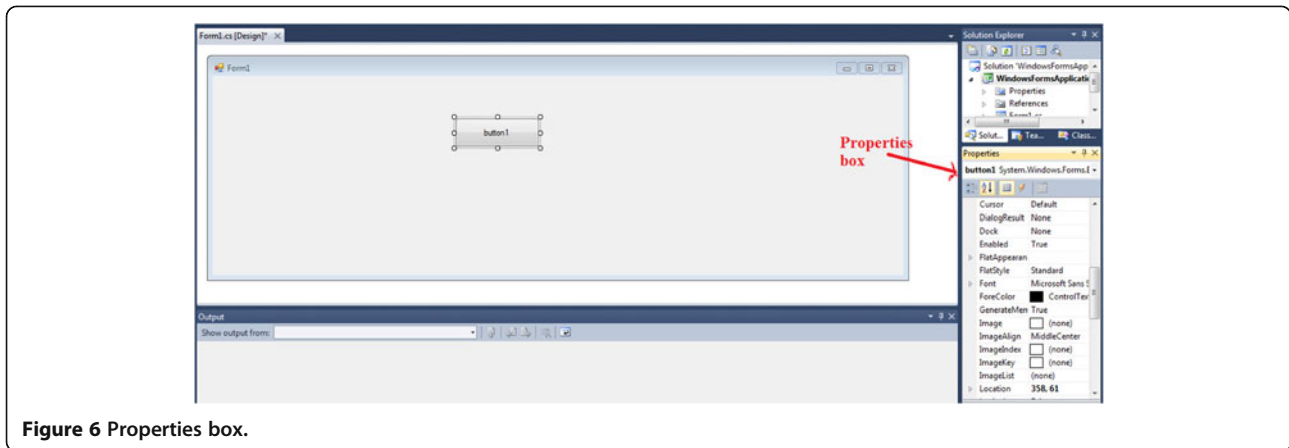 Form1.cs [Design]*
Form1
button1
Properties
box
Output
Show output from:
Solution Explorer
Solution 'WindowsFormsApp
WindowsFormsApplicatio
Properties
References
Form1.cs
Solut...
Tea...
Class...
Properties
button1 System.Windows.Forms.
Cursor Default
DialogResult None
Dock None
Enabled True
FlatAppearan
FlatStyle Standard
Font Microsoft Sans S
ForeColor ControlTex
GenerateMen True
Image (none)
ImageAlign MiddleCenter
ImageIndex (none)
ImageKey (none)
ImageList (none)
Location 358, 61
Figure 6 Properties box.